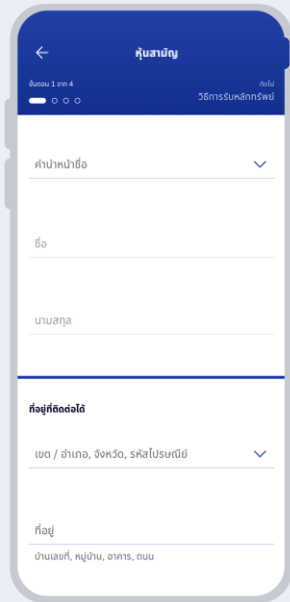 หุ้นสามัญ
ขั้นตอน 1 จาก 4
ถัดไป
วิธีการรับหลักทรัพย์
คำนำหน้าชื่อ
ชื่อ
นามสกุล
ที่อยู่ที่ติดต่อได้
เขต / อำเภอ, จังหวัด, รหัสไปรษณีย์
ที่อยู่
บ้านเลขที่, หมู่บ้าน, อาคาร, ถนน